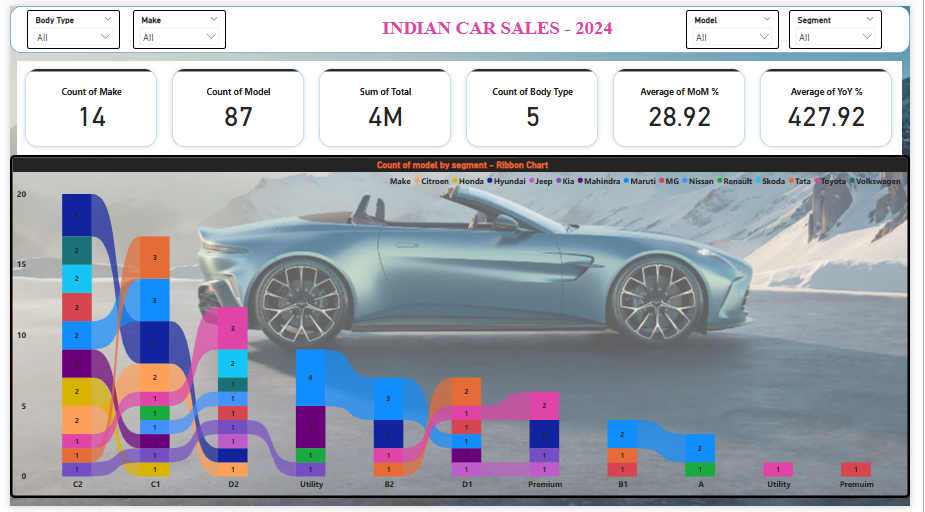 Body Type
All
Make
All
INDIAN CAR SALES - 2024
Model
All
Segment
All
Count of Make
14
Count of Model
87
Sum of Total
4M
Count of Body Type
5
Average of MoM %
28.92
Average of YoY %
427.92
Count of model by segment - Ribbon Chart
Make Citroen Honda Hyundai Jeep Kia Mahindra Maruti MG Nissan Renault Skoda Tata Toyota Volkswagen
20
15
10
5
0
2
2
2
2
2
2
1
1
1
3
3
2
1
1
1
1
1
3
2
1
1
1
1
1
1
4
1
1
3
1
1
2
1
1
1
1
2
1
1
2
1
1
2
1
1
1
C2 C1 D2 Utility B2 D1 Premium B1 A Utility Premuim